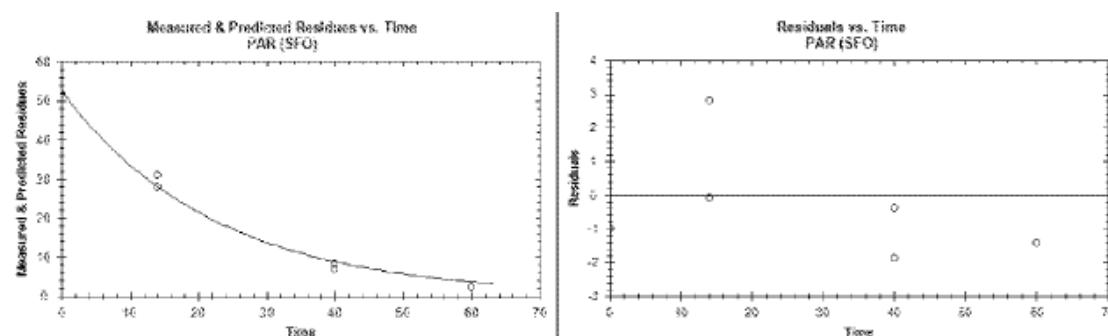 Measured & Predicted Residues vs. Time
PAR (SFO)
Measured & Predicted Residues
60
50
40
30
20
10
0
0 10 20 30 40 50 60 70
Time
Residuals vs. Time
PAR (SFO)
Residuals
4
3
2
1
0
-1
-2
-3
0 10 20 30 40 50 60 70
Time